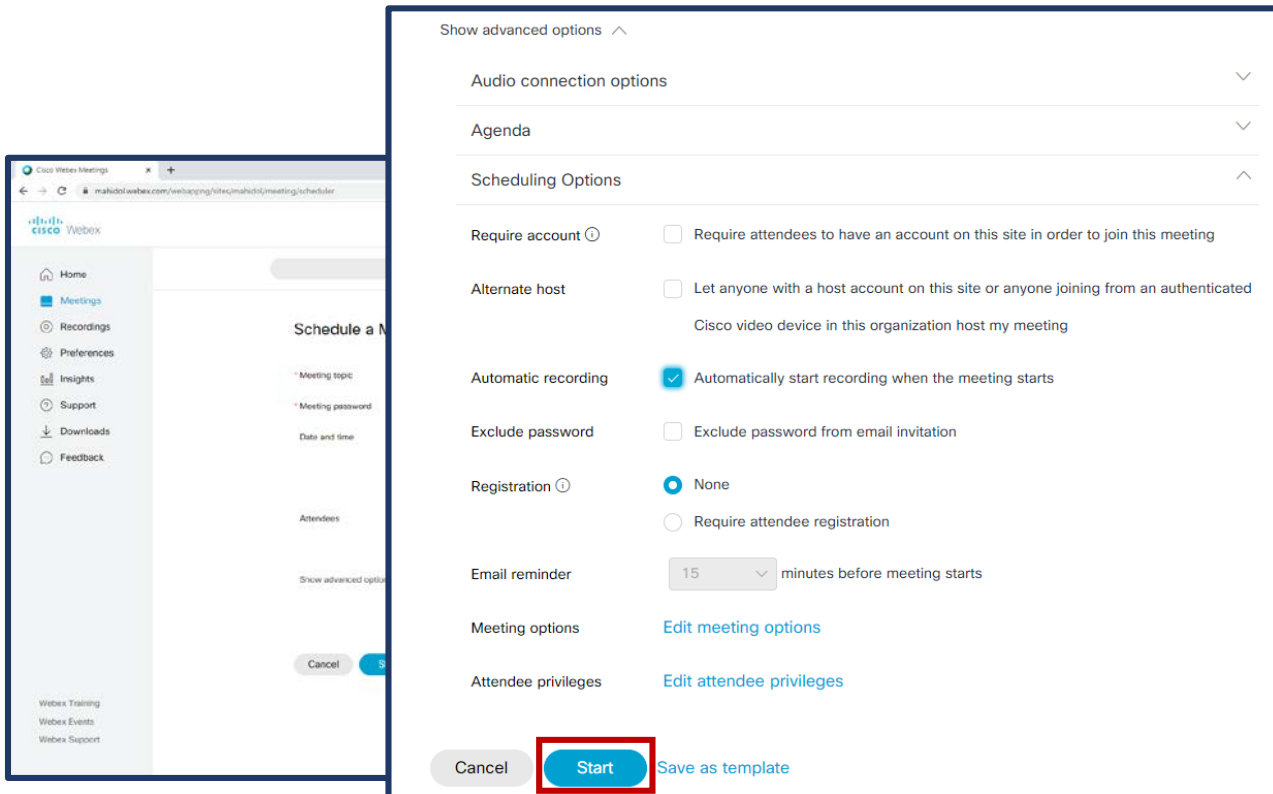 Cisco Webex Meetings
mahidol.webex.com/webappng/sites/mahidol/meeting/scheduler
CISCO Webex
Home
Meetings
Recordings
Preferences
Insights
Support
Downloads
Feedback
Webex Training
Webex Events
Webex Support
Schedule a M
* Meeting topic
* Meeting password
Date and time
Attendees
Show advanced optio
Cancel S
Show advanced options
Audio connection options
Agenda
Scheduling Options
Require account Require attendees to have an account on this site in order to join this meeting
Alternate host Let anyone with a host account on this site or anyone joining from an authenticated
Cisco video device in this organization host my meeting
Automatic recording Automatically start recording when the meeting starts
Exclude password Exclude password from email invitation
Registration None
Require attendee registration
Email reminder 15 minutes before meeting starts
Meeting options Edit meeting options
Attendee privileges Edit attendee privileges
Cancel Start Save as template